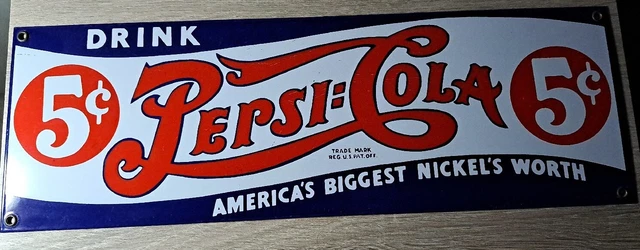 DRINK
5¢ PEPSI=COLA 5¢
TRADE MARK
REG. U.S. PAT. OFF.
AMERICA'S BIGGEST NICKEL'S WORTH